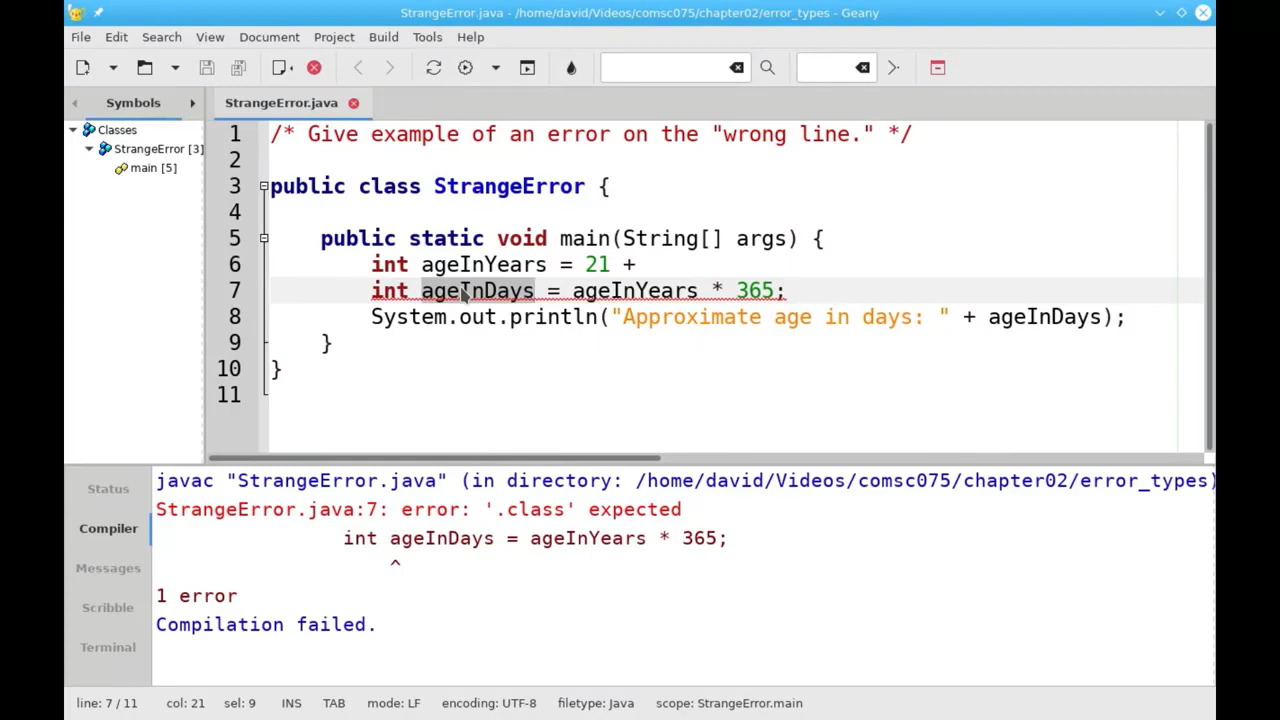 StrangeError.java - /home/david/Videos/comsc075/chapter02/error_types - Geany
File Edit Search View Document Project Build Tools Help
Symbols
StrangeError.java
Classes
StrangeError [3]
main [5]
1 /* Give example of an error on the "wrong line." */
2
3 public class StrangeError {
4
5 public static void main(String[] args) {
6 int ageInYears = 21 +
7 int ageInDays = ageInYears * 365;
8 System.out.println("Approximate age in days: " + ageInDays);
9 }
10 }
11
Status
Compiler
Messages
Scribble
Terminal
javac "StrangeError.java" (in directory: /home/david/Videos/comsc075/chapter02/error_types)
StrangeError.java:7: error: '.class' expected
int ageInDays = ageInYears * 365;
^
1 error
Compilation failed.
line: 7 / 11 col: 21 sel: 9 INS TAB mode: LF encoding: UTF-8 filetype: Java scope: StrangeError.main